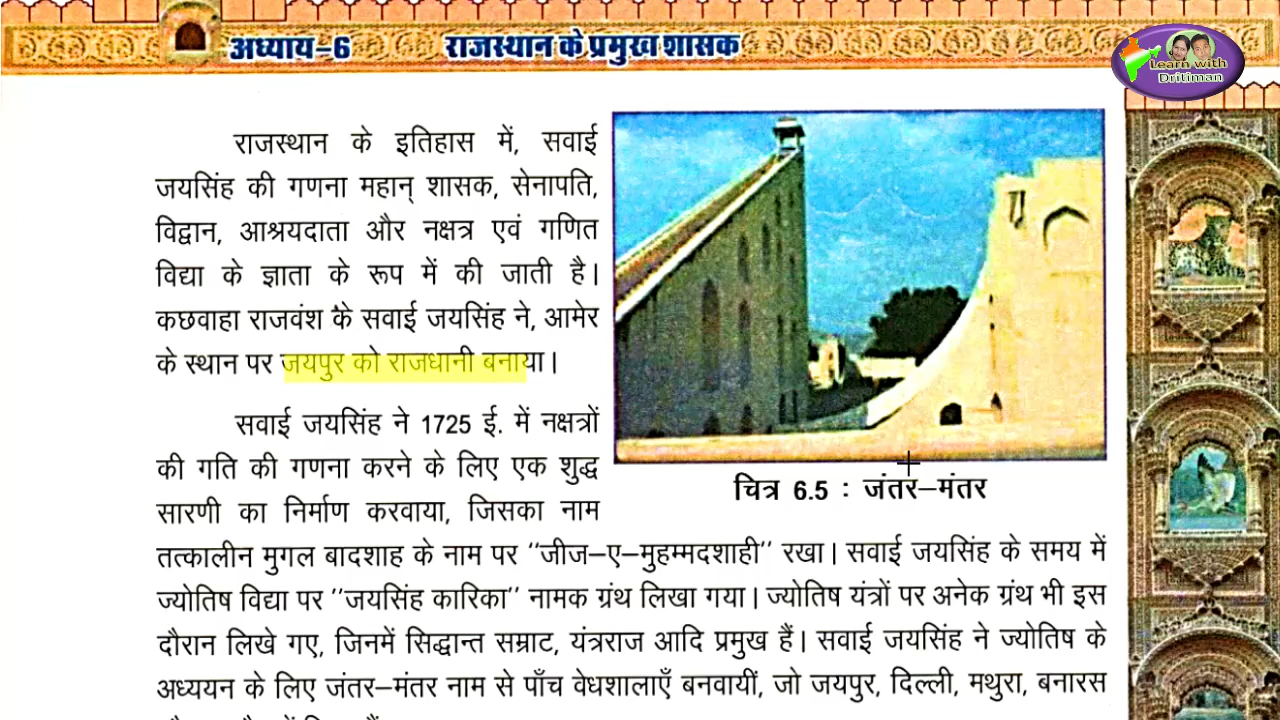 अध्याय–6
राजस्थान के प्रमुख शासक
Learn with
Dritiman
राजस्थान के इतिहास में, सवाई
जयसिंह की गणना महान् शासक, सेनापति,
विद्वान, आश्रयदाता और नक्षत्र एवं गणित
विद्या के ज्ञाता के रूप में की जाती है।
कछवाहा राजवंश के सवाई जयसिंह ने, आमेर
के स्थान पर जयपुर को राजधानी बनाया।
सवाई जयसिंह ने 1725 ई. में नक्षत्रों
की गति की गणना करने के लिए एक शुद्ध
सारणी का निर्माण करवाया, जिसका नाम
चित्र 6.5 : जंतर–मंतर
तत्कालीन मुगल बादशाह के नाम पर ‘‘जीज–ए–मुहम्मदशाही’’ रखा। सवाई जयसिंह के समय में
ज्योतिष विद्या पर ‘‘जयसिंह कारिका’’ नामक ग्रंथ लिखा गया। ज्योतिष यंत्रों पर अनेक ग्रंथ भी इस
दौरान लिखे गए, जिनमें सिद्धान्त सम्राट, यंत्रराज आदि प्रमुख हैं। सवाई जयसिंह ने ज्योतिष के
अध्ययन के लिए जंतर–मंतर नाम से पाँच वेधशालाएँ बनवायीं, जो जयपुर, दिल्ली, मथुरा, बनारस